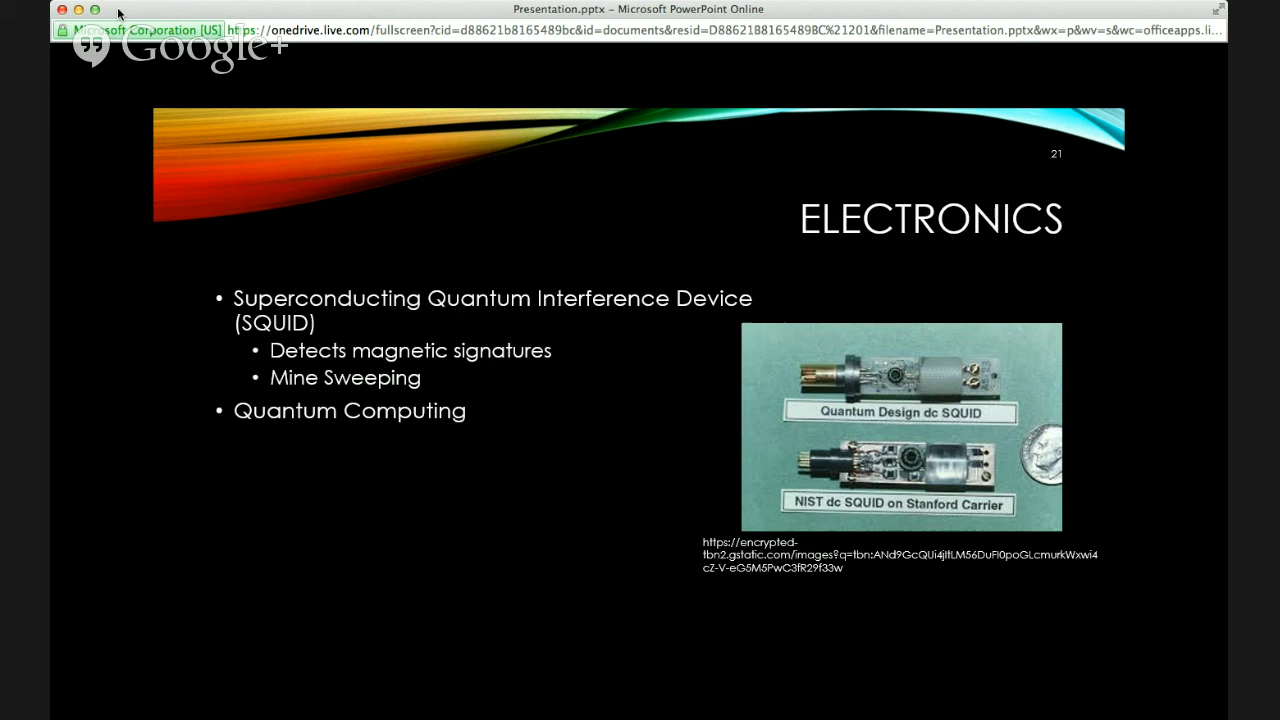 Presentation.pptx - Microsoft PowerPoint Online
Microsoft Corporation [US] https://onedrive.live.com/fullscreen?cid=d88621b8165489bc&id=documents&resid=D88621B8165489BC%21201&filename=Presentation.pptx&wx=p&wv=s&wc=officeapps.li...
Google+
21
ELECTRONICS
• Superconducting Quantum Interference Device
(SQUID)
• Detects magnetic signatures
• Mine Sweeping
• Quantum Computing
Quantum Design dc SQUID
NIST dc SQUID on Stanford Carrier
https://encrypted-
tbn2.gstatic.com/images?q=tbn:ANd9GcQUi4jltLM56DuFI0poGLcmurkWxwi4
cZ-V-eG5M5PwC3fR29f33w